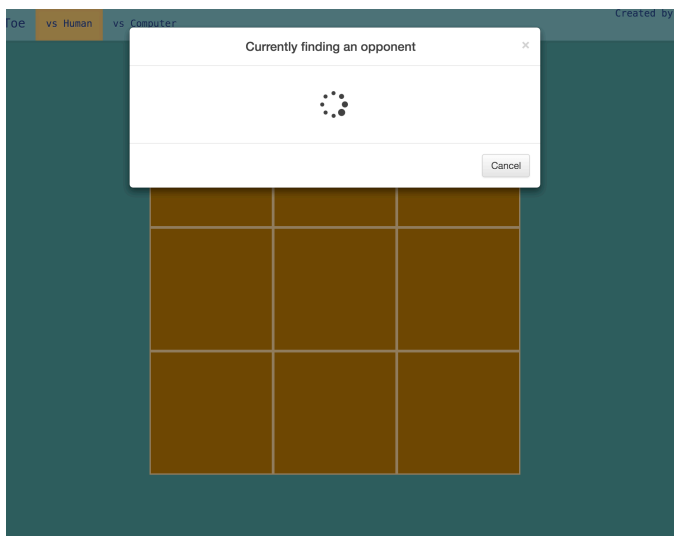 Toe vs Human vs Computer Created by
Currently finding an opponent ×
Cancel